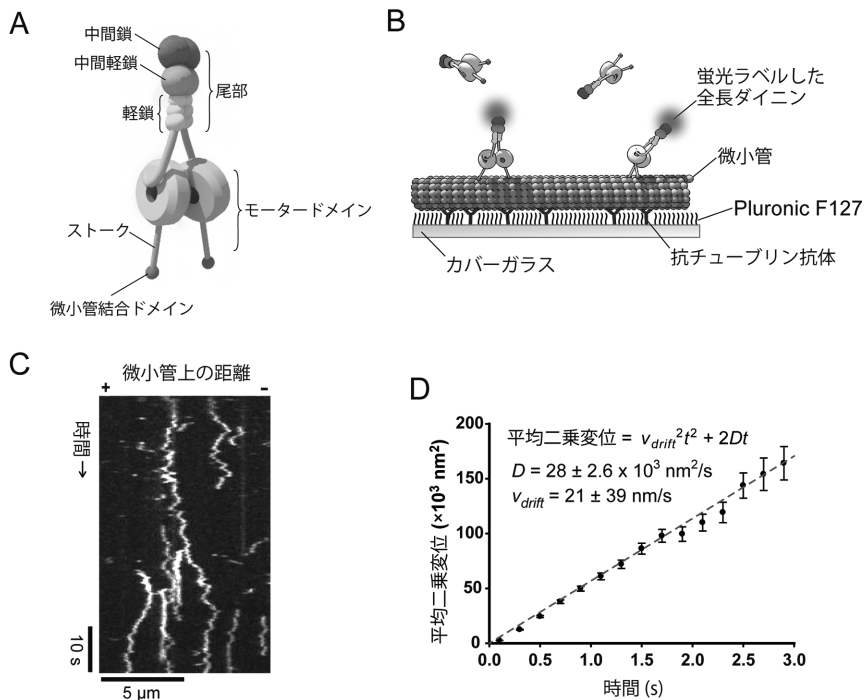 A
中間鎖
中間軽鎖
軽鎖
尾部
モータードメイン
ストーク
微小管結合ドメイン
B
蛍光ラベルした
全長ダイニン
微小管
Pluronic F127
カバーガラス
抗チューブリン抗体
C
微小管上の距離
+
-
時間→
10 s
5 μm
D
平均二乗変位 (×10³ nm²)
200
150
100
50
0
平均二乗変位 = v_drift²t² + 2Dt
D = 28 ± 2.6 x 10³ nm²/s
v_drift = 21 ± 39 nm/s
0.0 0.5 1.0 1.5 2.0 2.5 3.0
時間 (s)